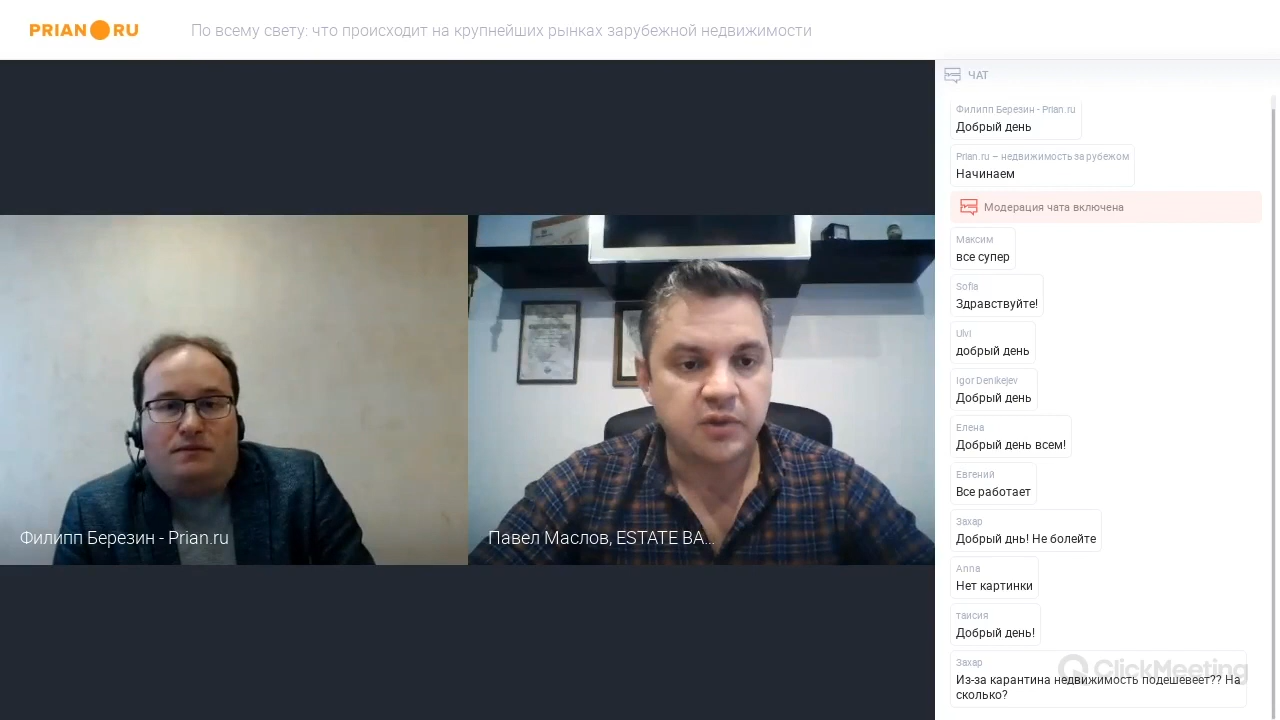 PRIAN RU
По всему свету: что происходит на крупнейших рынках зарубежной недвижимости
ЧАТ
Филипп Березин - Prian.ru
Добрый день
Prian.ru – недвижимость за рубежом
Начинаем
Модерация чата включена
Максим
все супер
Sofia
Здравствуйте!
Ulvi
добрый день
Igor Denikejev
Добрый день
Елена
Добрый день всем!
Евгений
Все работает
Захар
Добрый днь! Не болейте
Anna
Нет картинки
таисия
Добрый день!
Захар
Из-за карантина недвижимость подешевеет?? На
сколько?
ClickMeeting
Филипп Березин - Prian.ru
Павел Маслов, ESTATE BA...